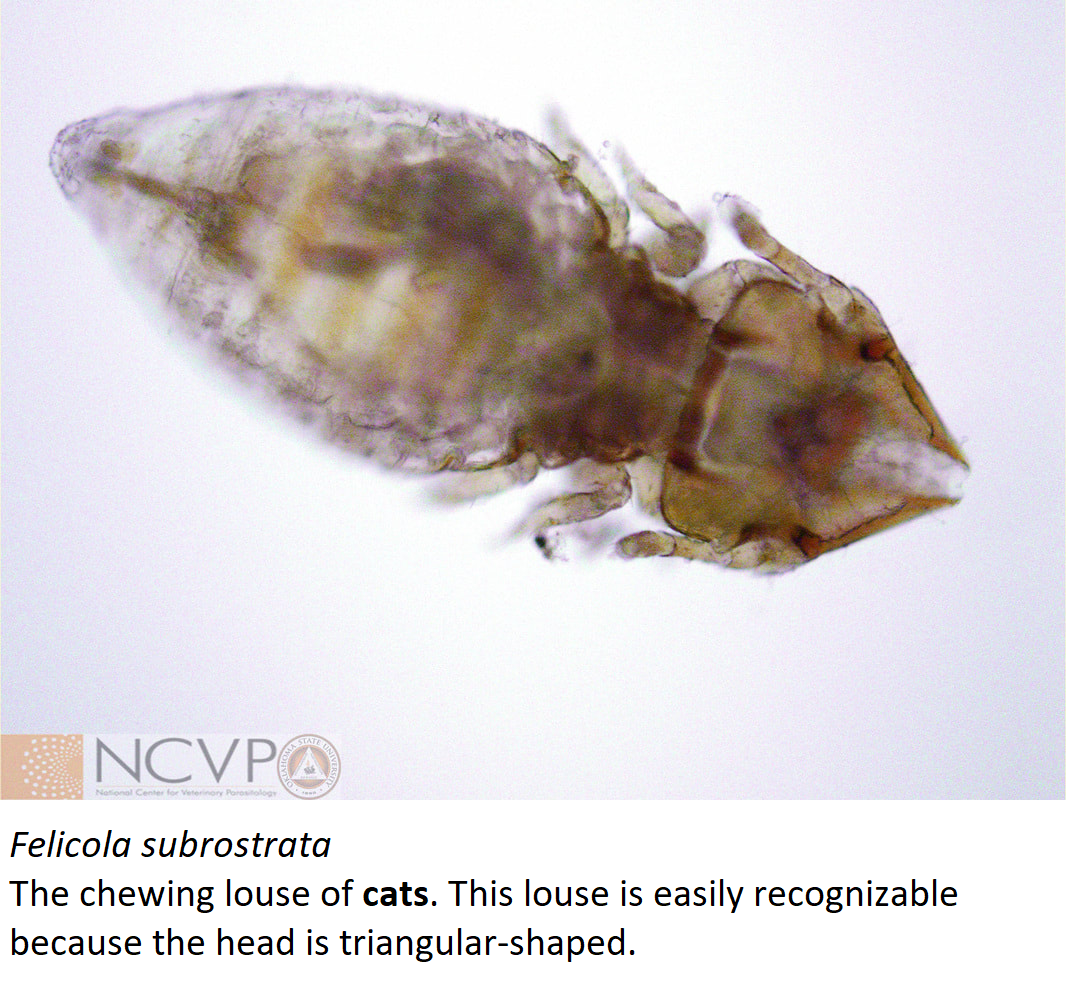 NCVP
National Center for Veterinary Parasitology
OKLAHOMA STATE UNIVERSITY
Felicola subrostrata
The chewing louse of cats. This louse is easily recognizable
because the head is triangular-shaped.